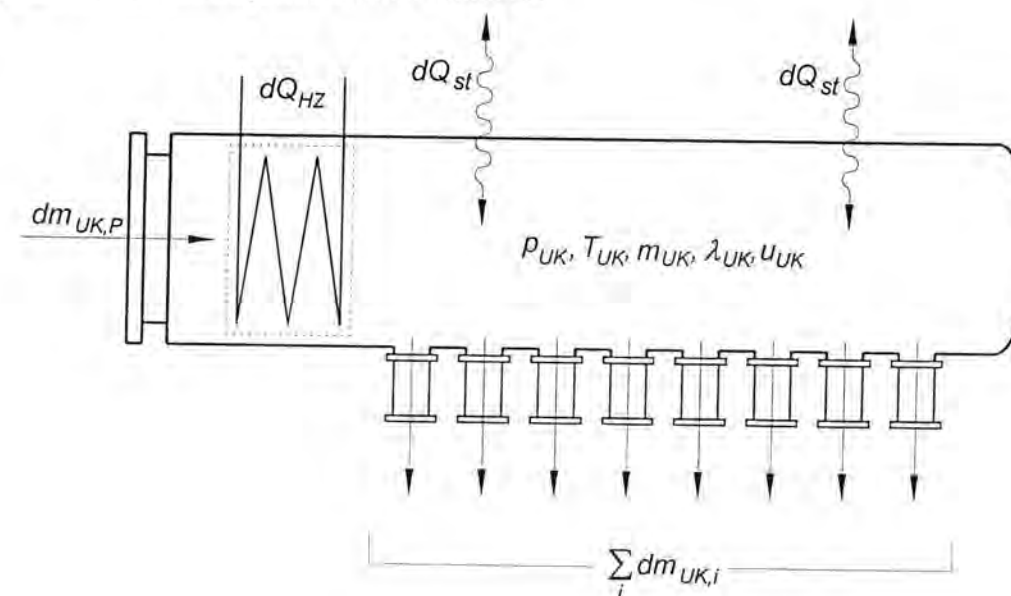 dQ_st dQ_st
dQ_HZ
dm_UK,P
p_UK, T_UK, m_UK, λ_UK, u_UK
∑_i dm_UK,i